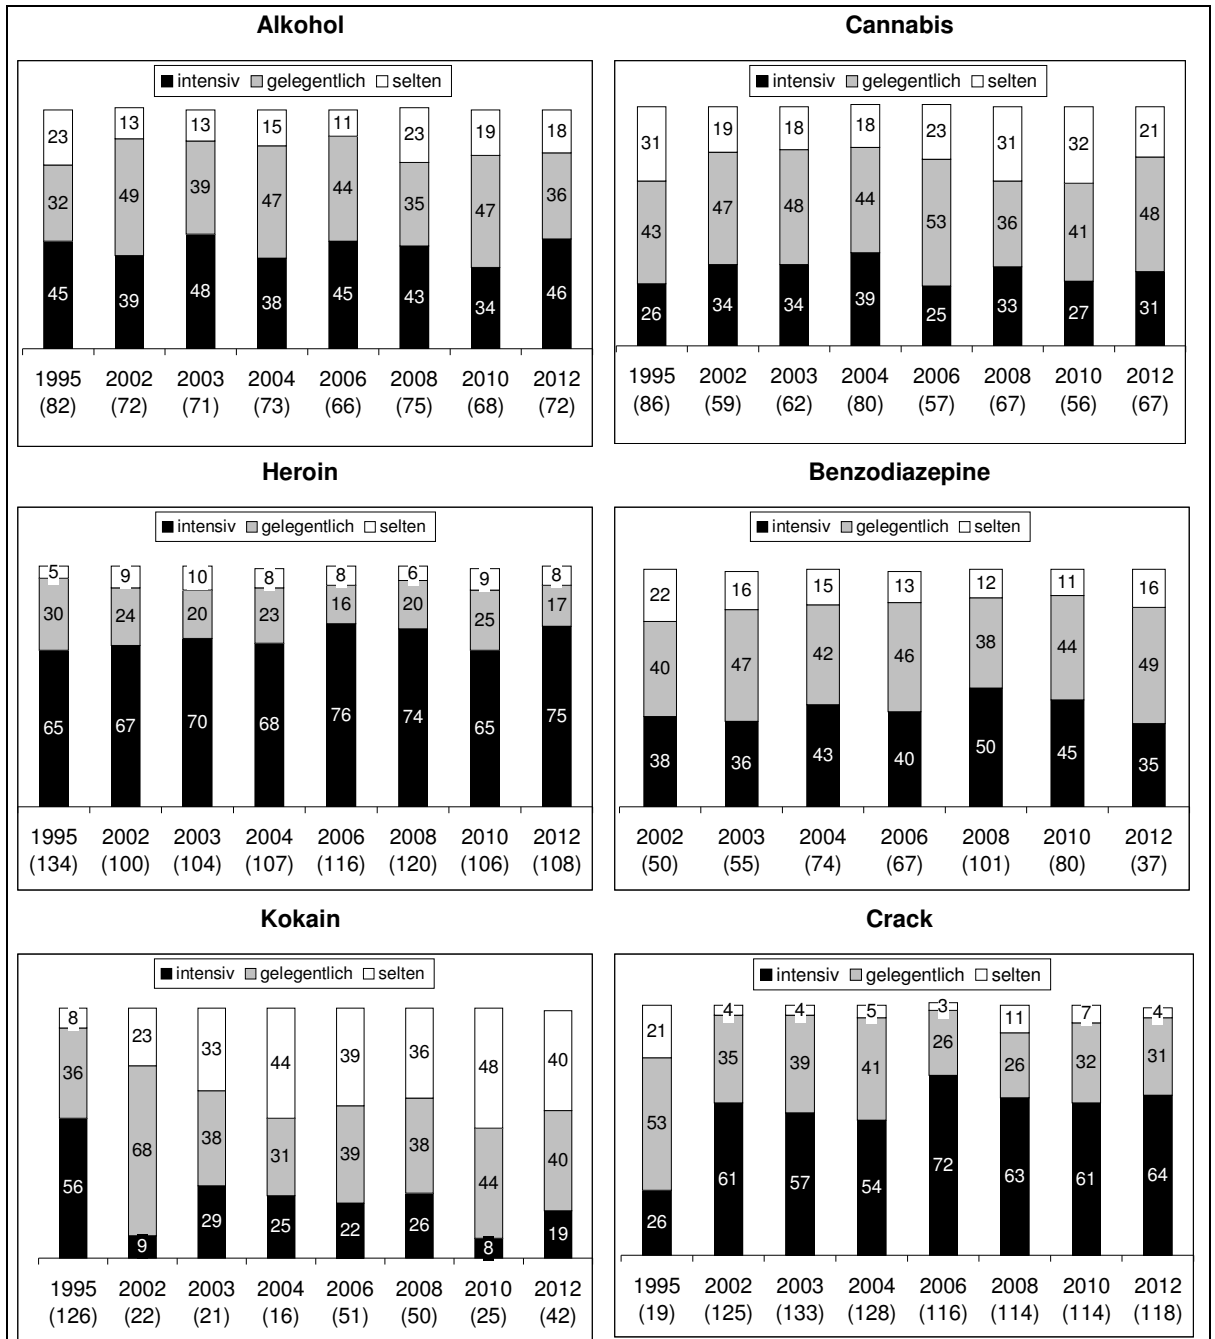 Alkohol
intensiv gelegentlich selten
23 13 13 15 11 23 19 18
32 49 39 47 44 35 47 36
45 39 48 38 45 43 34 46
1995 2002 2003 2004 2006 2008 2010 2012
(82) (72) (71) (73) (66) (75) (68) (72)
Cannabis
intensiv gelegentlich selten
31 19 18 18 23 31 32 21
43 47 48 44 53 36 41 48
26 34 34 39 25 33 27 31
1995 2002 2003 2004 2006 2008 2010 2012
(86) (59) (62) (80) (57) (67) (56) (67)
Heroin
intensiv gelegentlich selten
5 9 10 8 8 6 9 8
30 24 20 23 16 20 25 17
65 67 70 68 76 74 65 75
1995 2002 2003 2004 2006 2008 2010 2012
(134) (100) (104) (107) (116) (120) (106) (108)
Benzodiazepine
intensiv gelegentlich selten
22 16 15 13 12 11 16
40 47 42 46 38 44 49
38 36 43 40 50 45 35
2002 2003 2004 2006 2008 2010 2012
(50) (55) (74) (67) (101) (80) (37)
Kokain
intensiv gelegentlich selten
8 23 33 44 39 36 48 40
36 68 38 31 39 38 44 40
56 9 29 25 22 26 8 19
1995 2002 2003 2004 2006 2008 2010 2012
(126) (22) (21) (16) (51) (50) (25) (42)
Crack
intensiv gelegentlich selten
21 4 4 5 3 11 7 4
53 35 39 41 26 26 32 31
26 61 57 54 72 63 61 64
1995 2002 2003 2004 2006 2008 2010 2012
(19) (125) (133) (128) (116) (114) (114) (118)